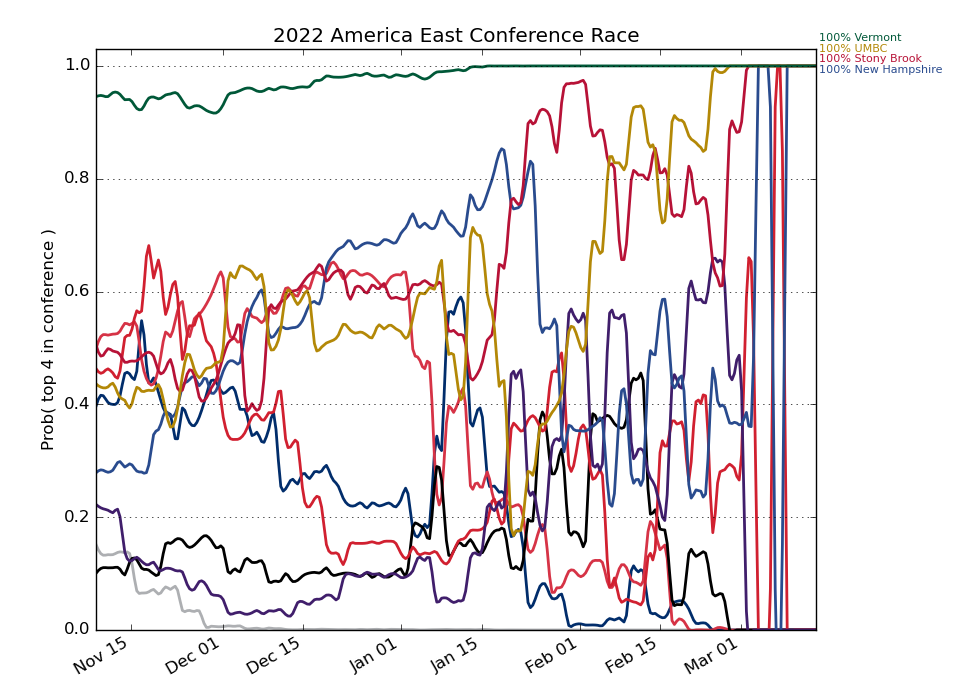 2022 America East Conference Race
100% Vermont
100% UMBC
100% Stony Brook
100% New Hampshire
Prob( top 4 in conference )
1.0
0.8
0.6
0.4
0.2
0.0
Nov 15
Dec 01
Dec 15
Jan 01
Jan 15
Feb 01
Feb 15
Mar 01